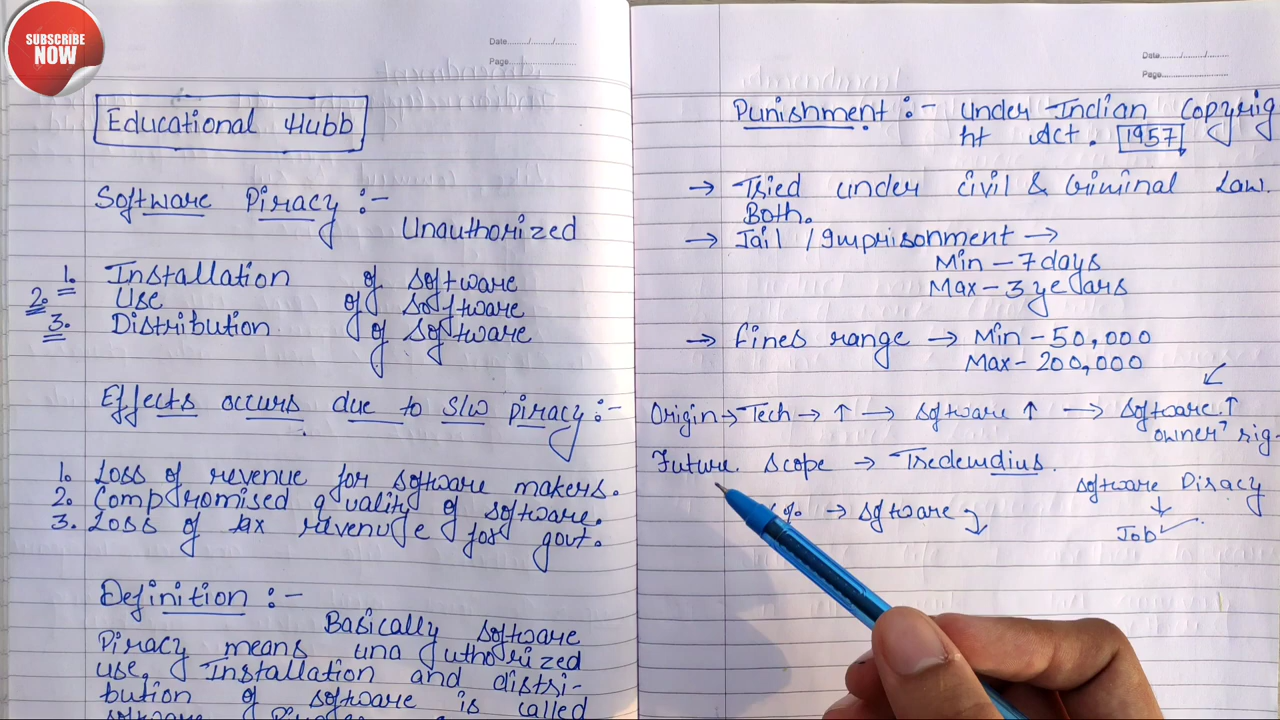 SUBSCRIBE
NOW
Date......./......./.......
Page.....................
Educational Hubb
Software Piracy :-
Unauthorized
1. Installation of software
2. Use of software
3. Distribution of software
Effects occurs due to S/W piracy :-
1. Loss of revenue for software makers.
2. Compromised quality of software.
3. Loss of tax revenue for govt.
Definition :-
Basically software
Piracy means unauthorized
use, Installation and distri-
bution of software is called
software
Date......./......./.......
Page.....................
Punishment :- under Indian Copyrig
ht Act. 1957
→ Tried under civil & Criminal Law.
Both.
→ Jail / Imprisonment →
Min - 7 days
Max - 3 years
→ fines range → Min - 50,000
Max - 200,000
Origin → Tech → ↑ → software ↑ → software ↑
owner rig
Future scope → Tredemdius.
software Piracy
→ software
↓
Job